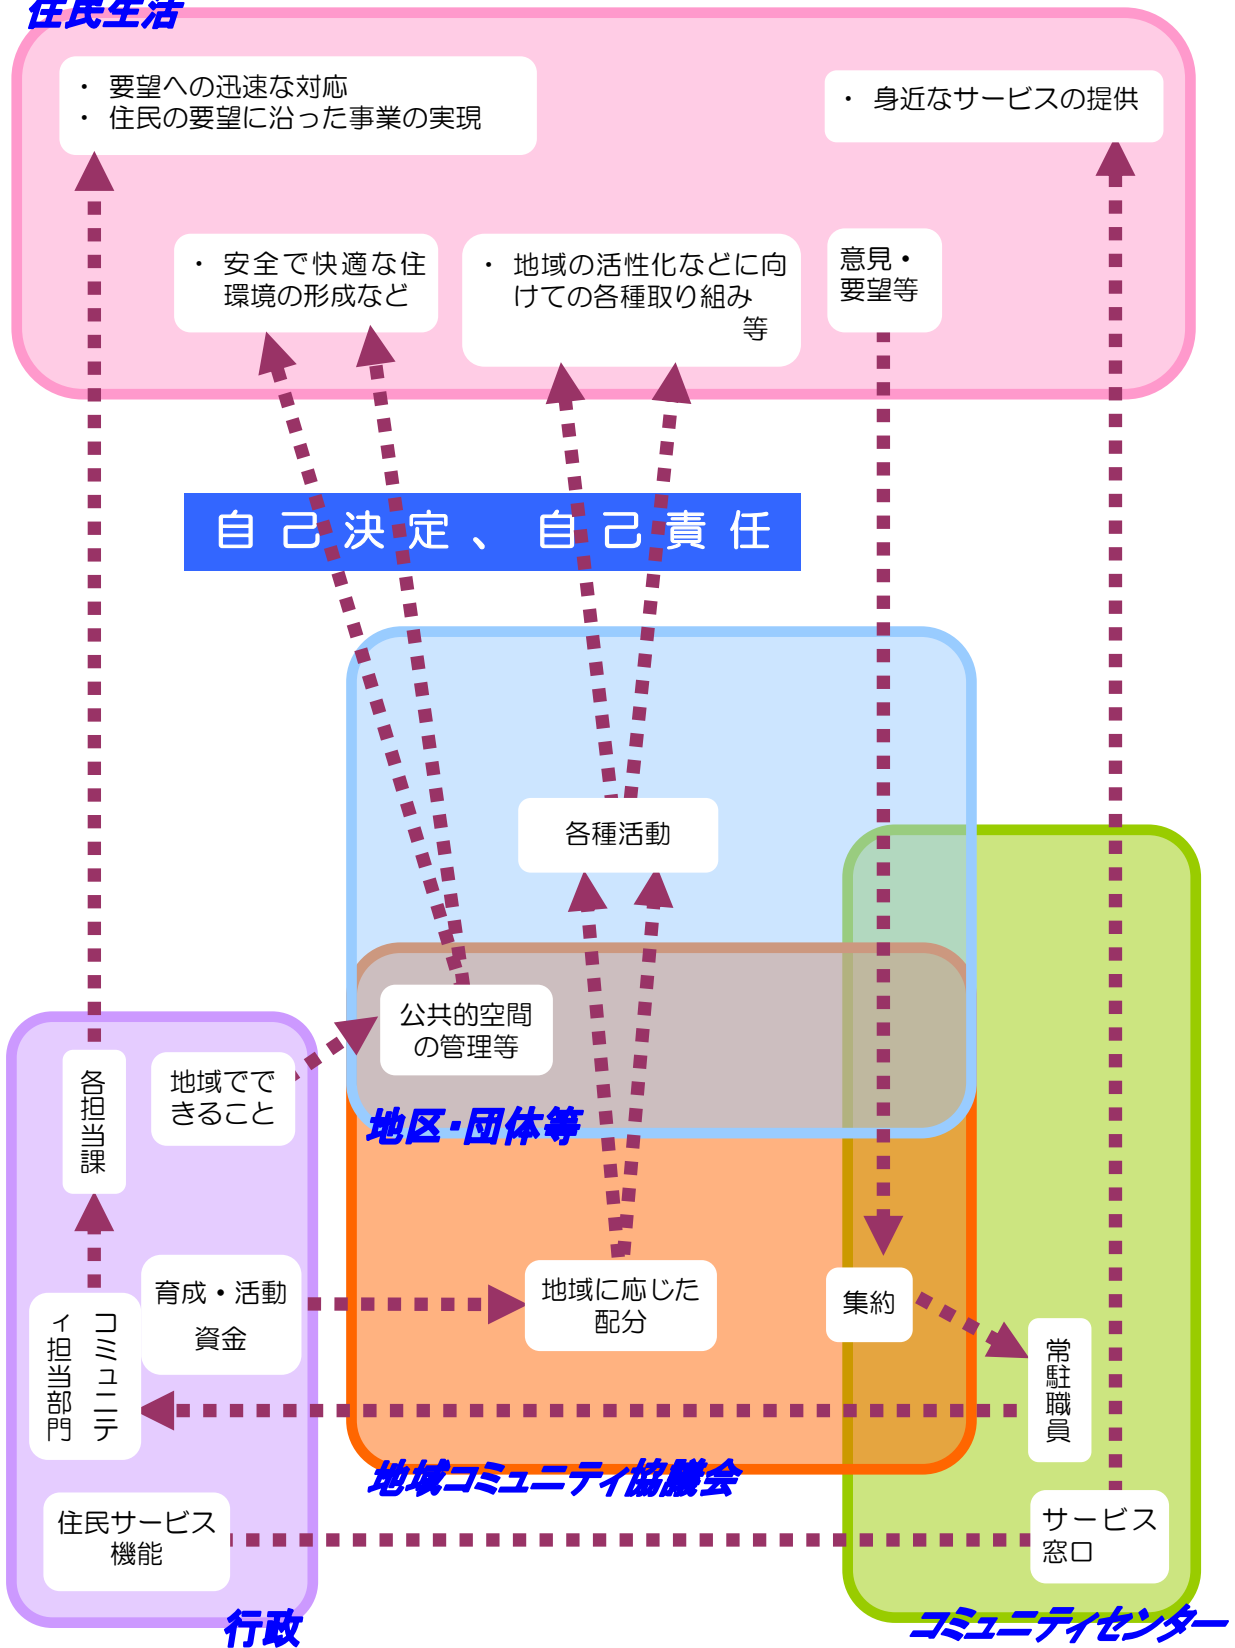 住民生活
・ 要望への迅速な対応
・ 住民の要望に沿った事業の実現
・ 身近なサービスの提供
・ 安全で快適な住
環境の形成など
・ 地域の活性化などに向
けての各種取り組み
等
意見・
要望等
自己決定、自己責任
各種活動
公共的空間
の管理等
地区・団体等
各担当課
地域でで
きること
育成・活動
資金
地域に応じた
配分
集約
常駐職員
コミュニテ
ィ担当部門
地域コミュニティ協議会
住民サービス
機能
サービス
窓口
行政
コミュニティセンター